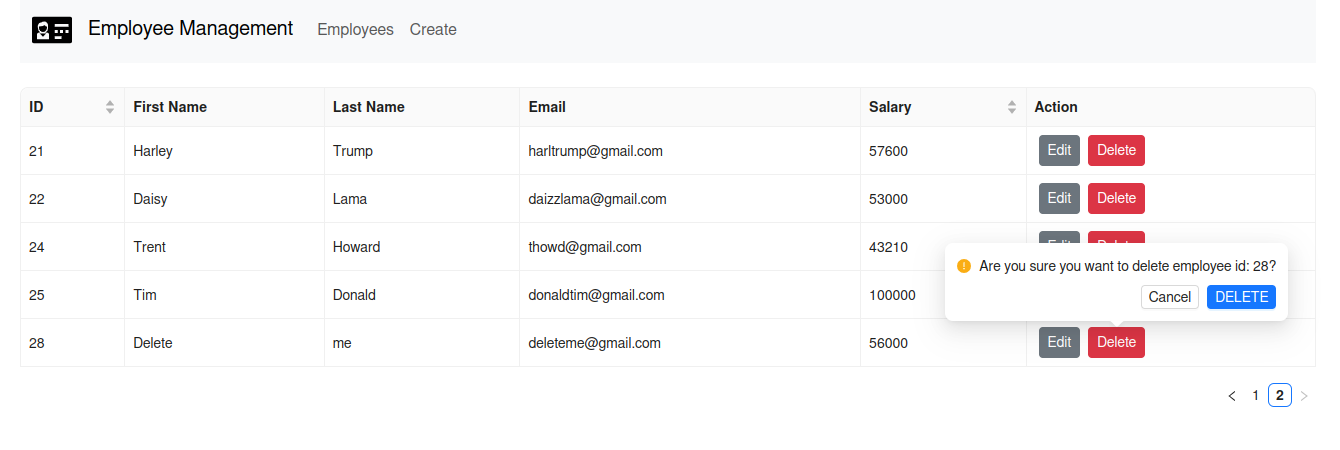 Employee Management Employees Create
ID First Name Last Name Email Salary Action
21 Harley Trump harltrump@gmail.com 57600 Edit Delete
22 Daisy Lama daizzlama@gmail.com 53000 Edit Delete
24 Trent Howard thowd@gmail.com 43210 Edit Delete
Are you sure you want to delete employee id: 28?
25 Tim Donald donaldtim@gmail.com 100000 Cancel DELETE
28 Delete me deleteme@gmail.com 56000 Edit Delete
< 1 2 >